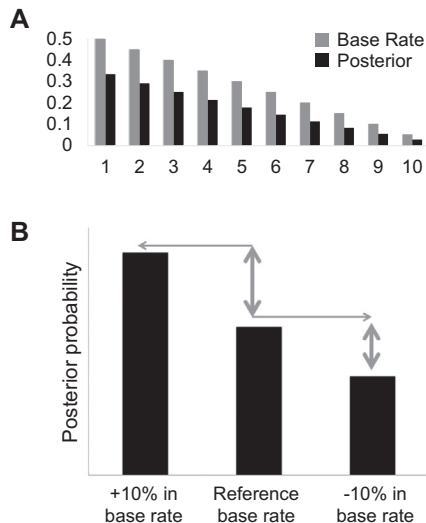 A
0.5
0.4
0.3
0.2
0.1
0
Base Rate
Posterior
1 2 3 4 5 6 7 8 9 10
B
Posterior probability
+10% in
base rate
Reference
base rate
-10% in
base rate